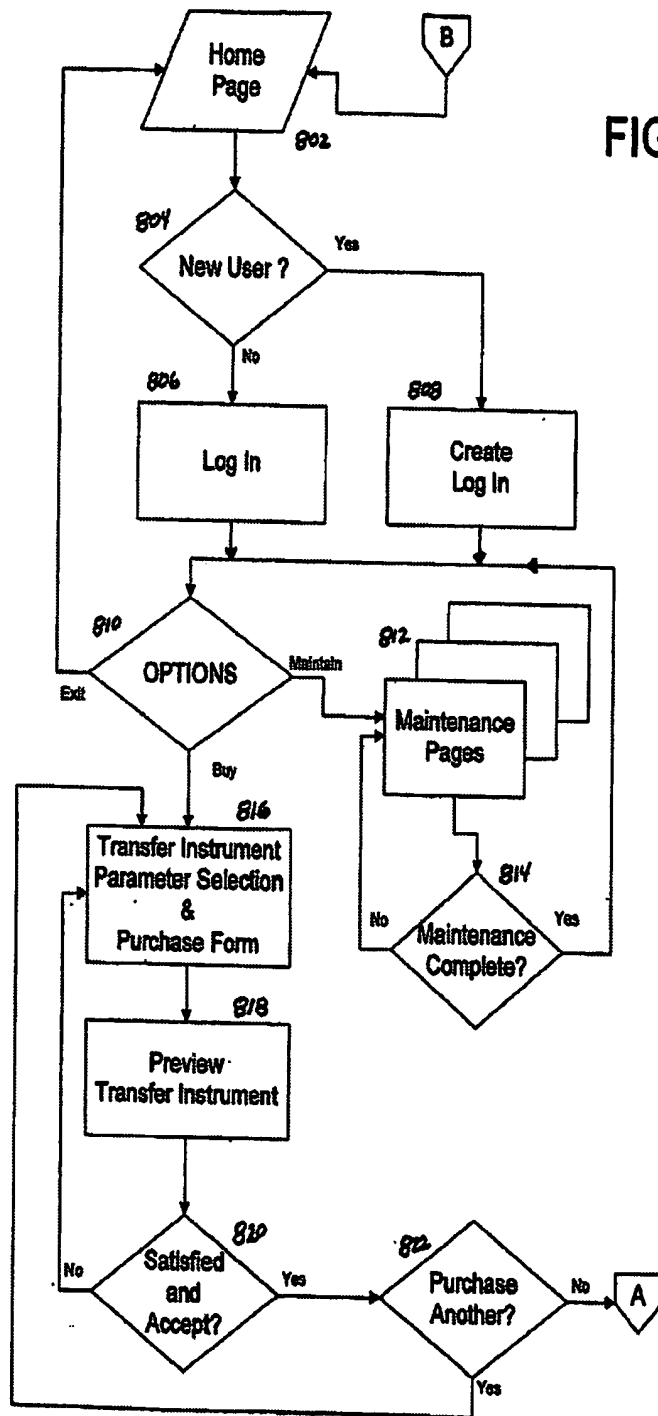 Home
Page
B
802
FIG
804
New User ?
Yes
No
806
808
Log In
Create
Log In
810
OPTIONS
Exit
Maintain
Buy
812
Maintenance
Pages
814
Maintenance
Complete?
No
Yes
816
Transfer Instrument
Parameter Selection
&
Purchase Form
818
Preview
Transfer Instrument
820
Satisfied
and
Accept?
No
Yes
822
Purchase
Another?
No
A
Yes